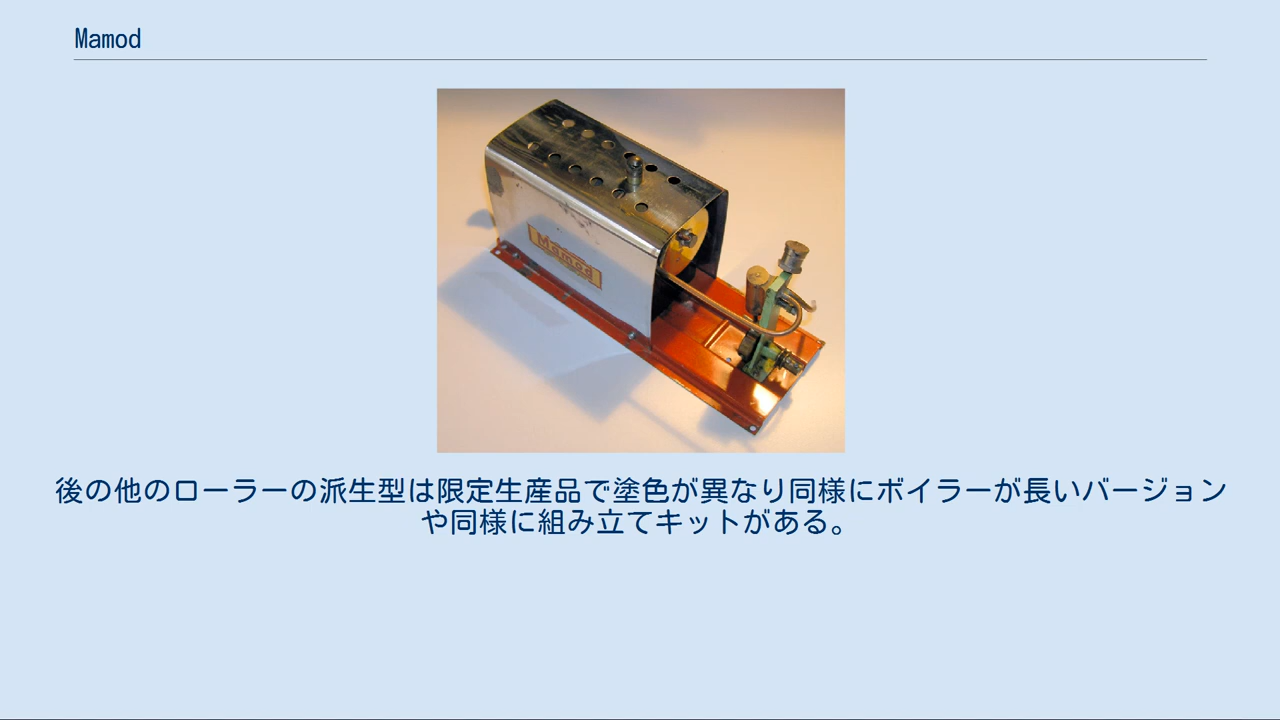 Mamod
Mamod
後の他のローラーの派生型は限定生産品で塗色が異なり同様にボイラーが長いバージョン
や同様に組み立てキットがある。